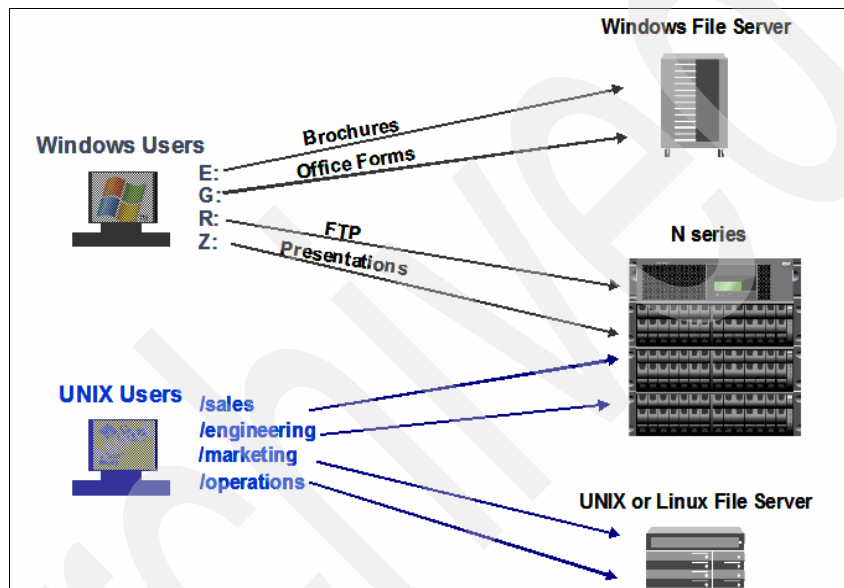 Windows File Server
Brochures
Windows Users
Office Forms
E:
G:
R:
Z:
FTP
N series
Presentations
UNIX Users
/sales
/engineering
/marketing
/operations
UNIX or Linux File Server